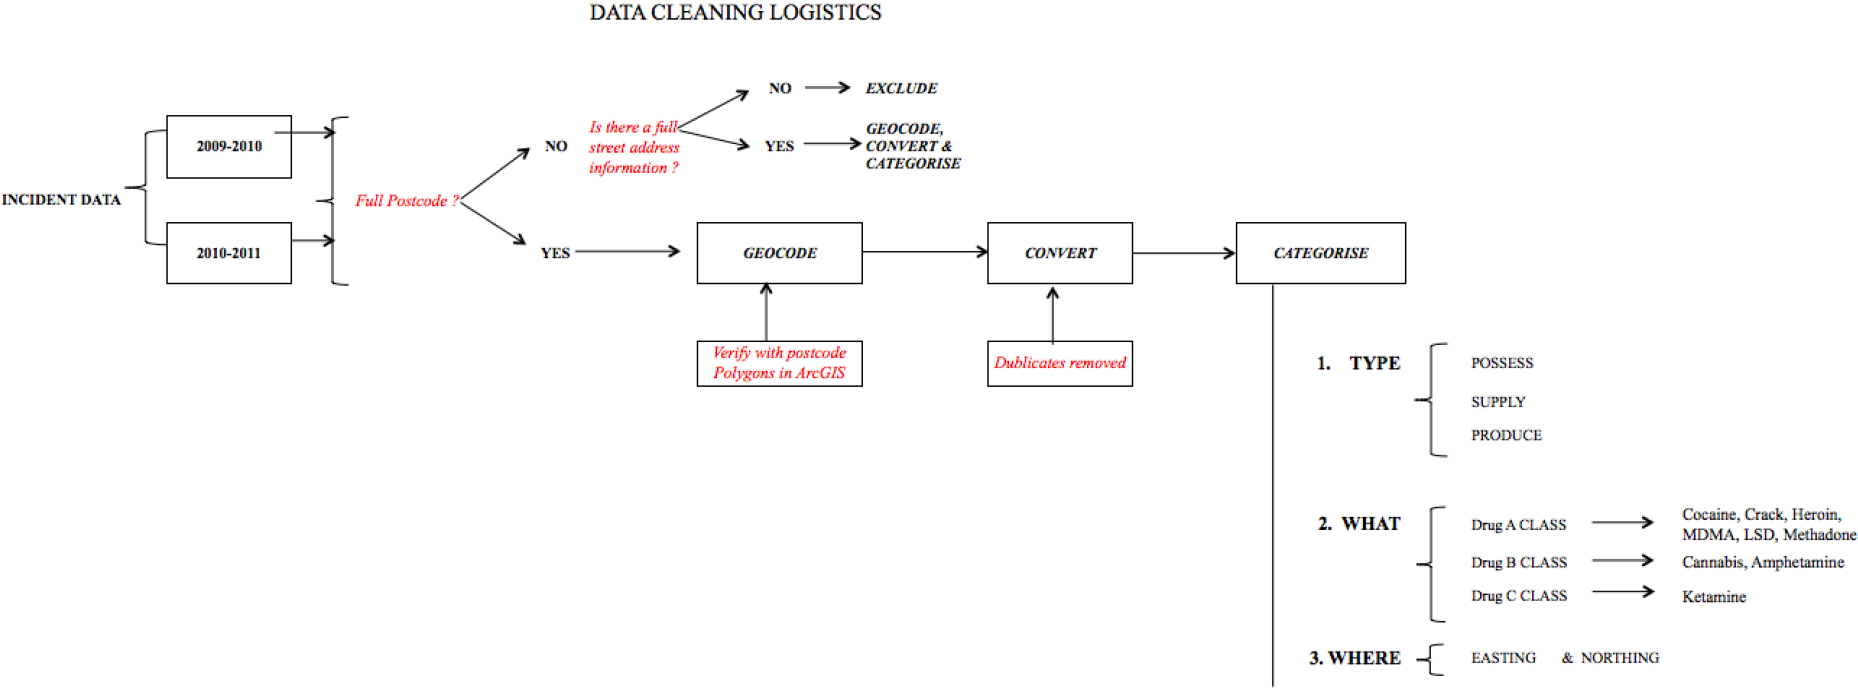 DATA CLEANING LOGISTICS
INCIDENT DATA
2009-2010
2010-2011
Full Postcode ?
NO
Is there a full
street address
information ?
NO
EXCLUDE
YES
GEOCODE,
CONVERT &
CATEGORISE
YES
GEOCODE
CONVERT
CATEGORISE
Verify with postcode
Polygons in ArcGIS
Dublicates removed
1. TYPE
POSSESS
SUPPLY
PRODUCE
2. WHAT
Drug A CLASS
Cocaine, Crack, Heroin,
MDMA, LSD, Methadone
Drug B CLASS
Cannabis, Amphetamine
Drug C CLASS
Ketamine
3. WHERE
EASTING & NORTHING